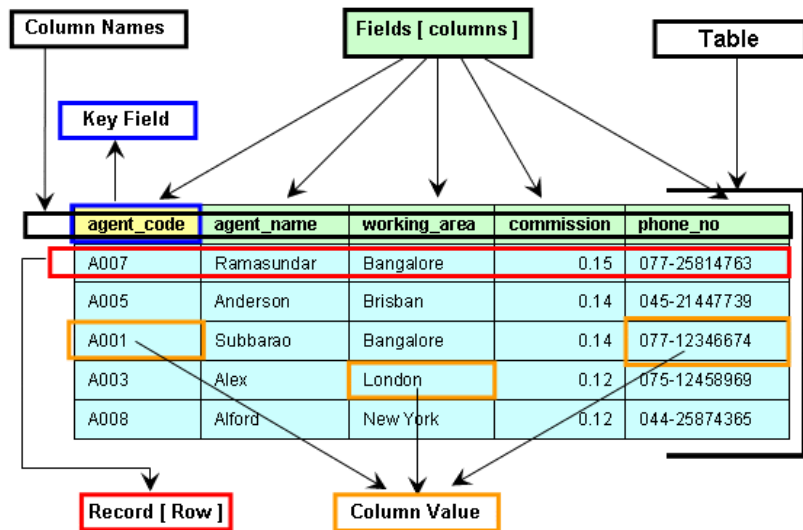 Column Names
Fields [ columns ]
Table
Key Field
agent_code agent_name working_area commission phone_no
A007 Ramasundar Bangalore 0.15 077-25814763
A005 Anderson Brisban 0.14 045-21447739
A001 Subbarao Bangalore 0.14 077-12346674
A003 Alex London 0.12 075-12458969
A008 Alford New York 0.12 044-25874365
Record [ Row ]
Column Value